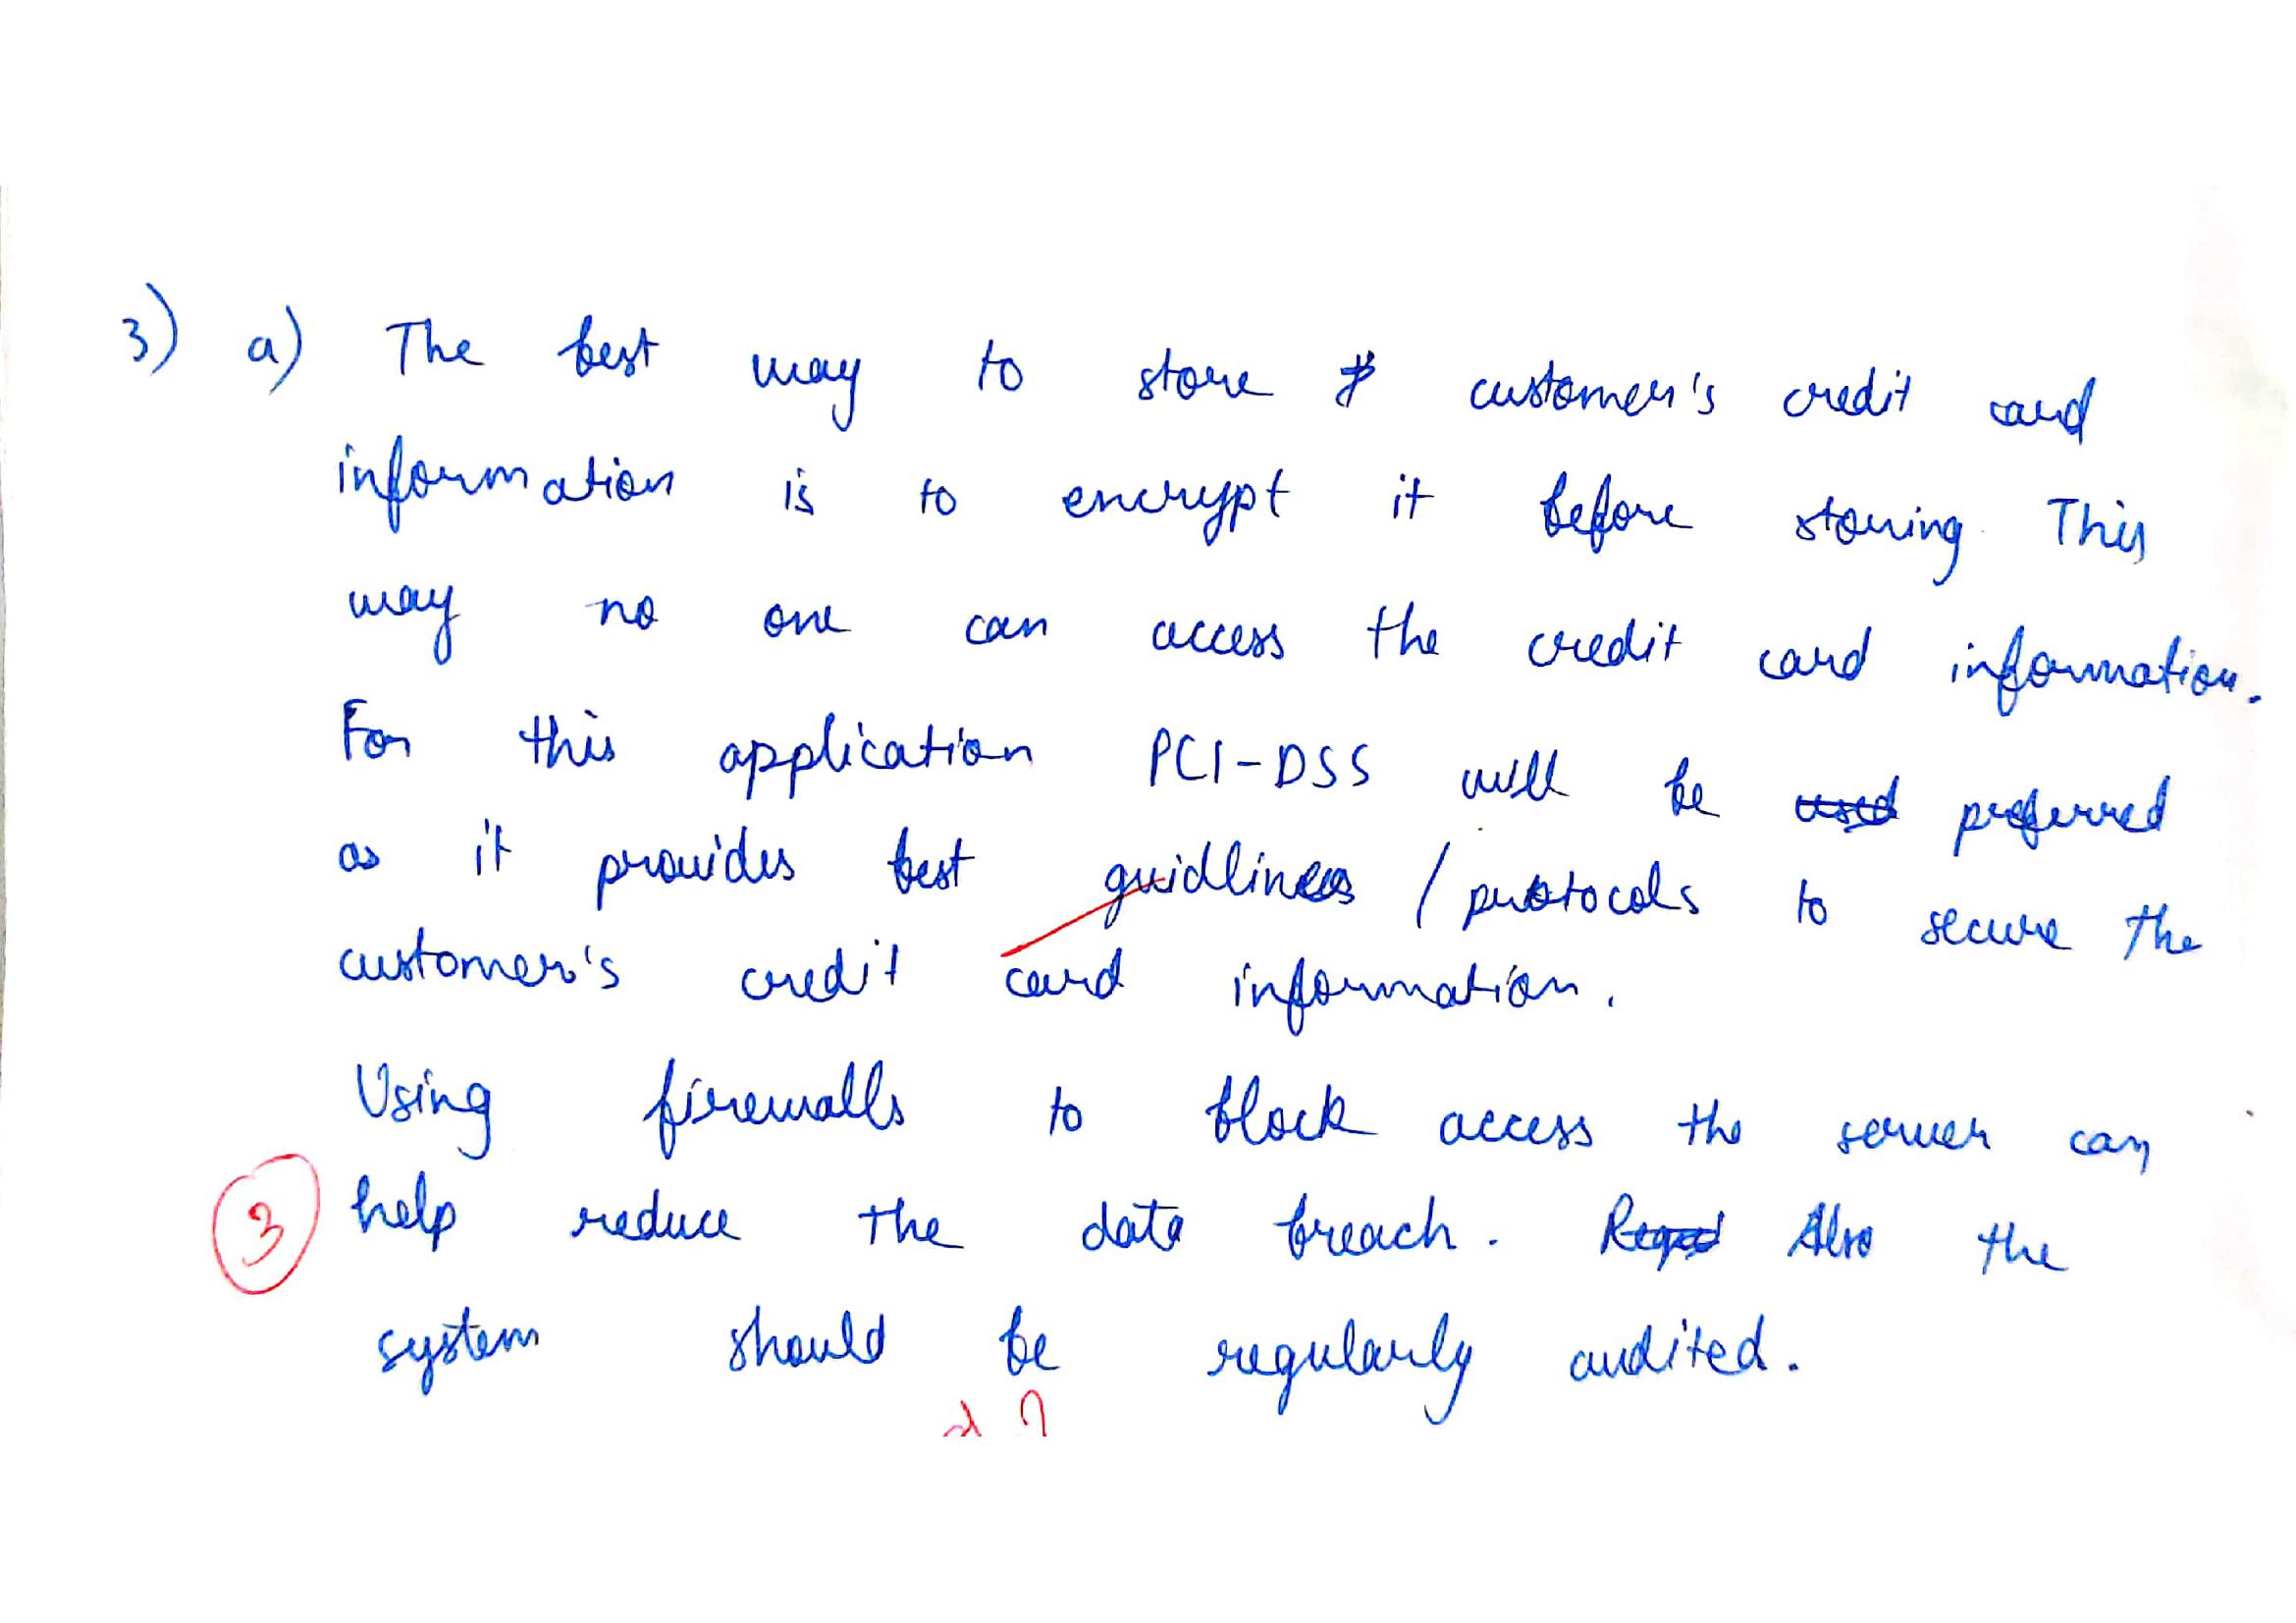 3) a) The best way to store customer's credit card
information is to encrypt it before storing. This
way no one can access the credit card information.
For this application PCI-DSS will be used preferred
as it provides best guidlines / protocols to secure the
customer's credit card information.
Using firewalls to block access the server can
3 help reduce the data breach. Also the
system should be regularly audited.